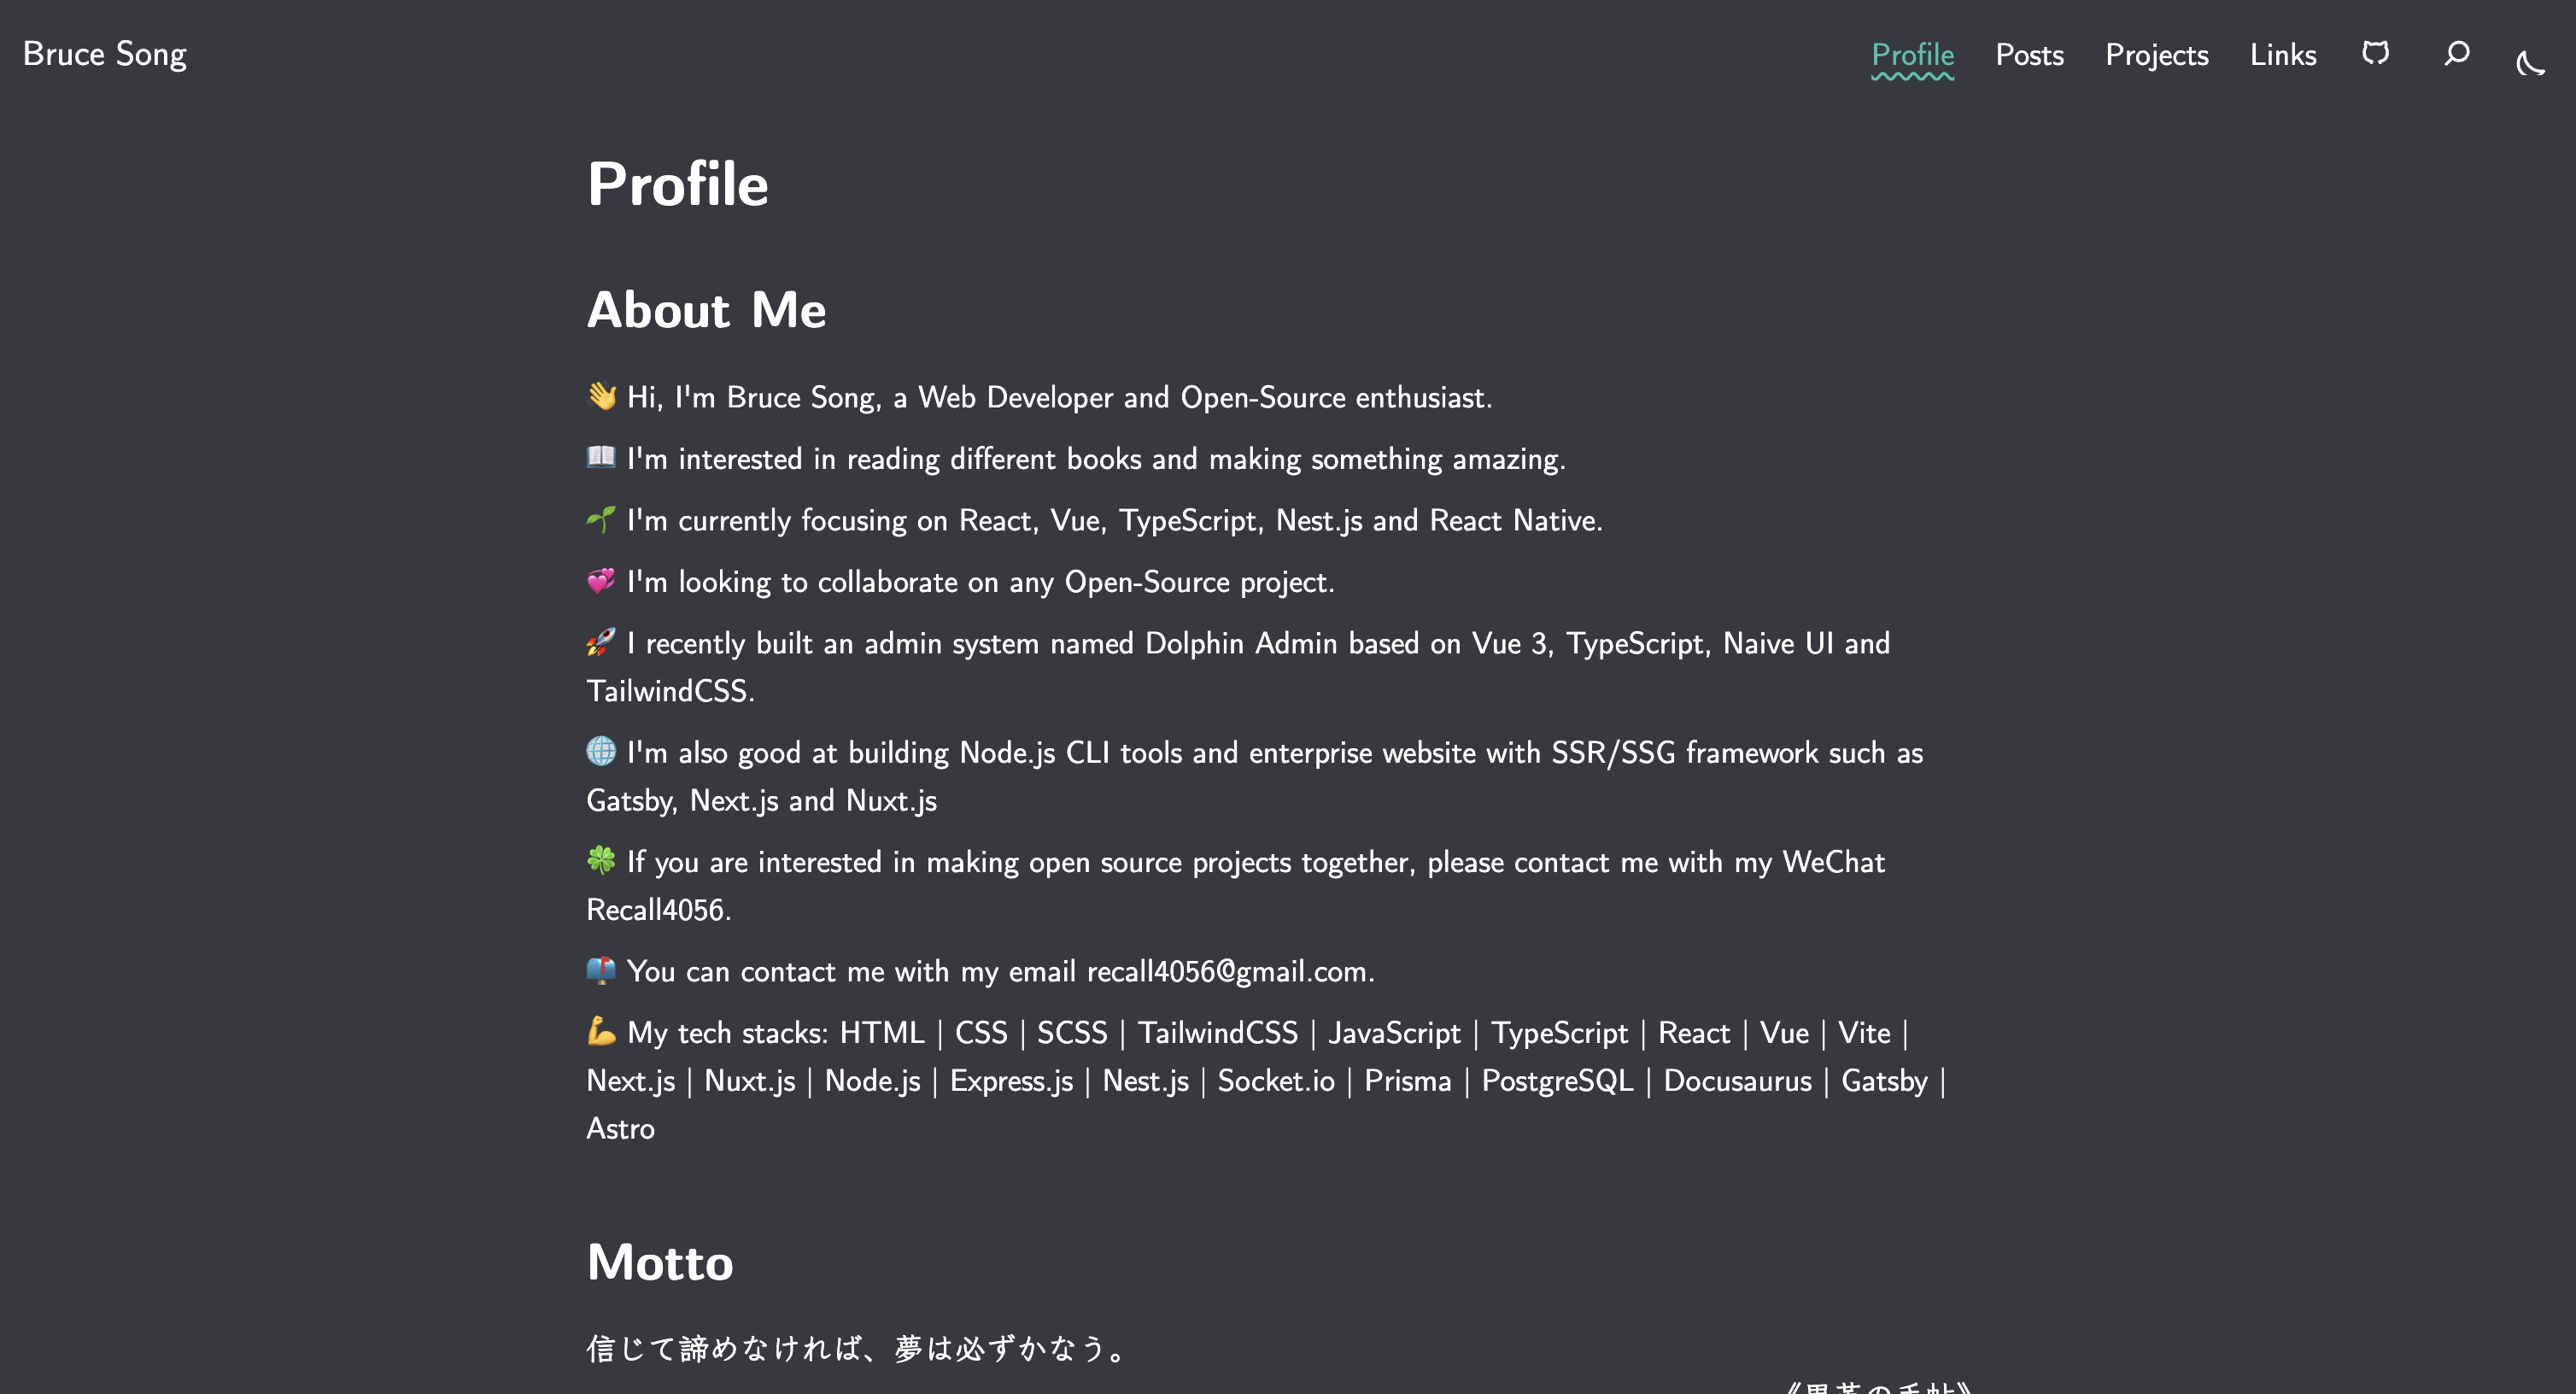 Bruce Song
Profile Posts Projects Links
Profile
About Me
👋 Hi, I'm Bruce Song, a Web Developer and Open-Source enthusiast.
📖 I'm interested in reading different books and making something amazing.
🌱 I'm currently focusing on React, Vue, TypeScript, Nest.js and React Native.
💞 I'm looking to collaborate on any Open-Source project.
🚀 I recently built an admin system named Dolphin Admin based on Vue 3, TypeScript, Naive UI and
TailwindCSS.
🌐 I'm also good at building Node.js CLI tools and enterprise website with SSR/SSG framework such as
Gatsby, Next.js and Nuxt.js
🍀 If you are interested in making open source projects together, please contact me with my WeChat
Recall4056.
📫 You can contact me with my email recall4056@gmail.com.
💪 My tech stacks: HTML | CSS | SCSS | TailwindCSS | JavaScript | TypeScript | React | Vue | Vite |
Next.js | Nuxt.js | Node.js | Express.js | Nest.js | Socket.io | Prisma | PostgreSQL | Docusaurus | Gatsby |
Astro
Motto
信じて諦めなければ、夢は必ずかなう。